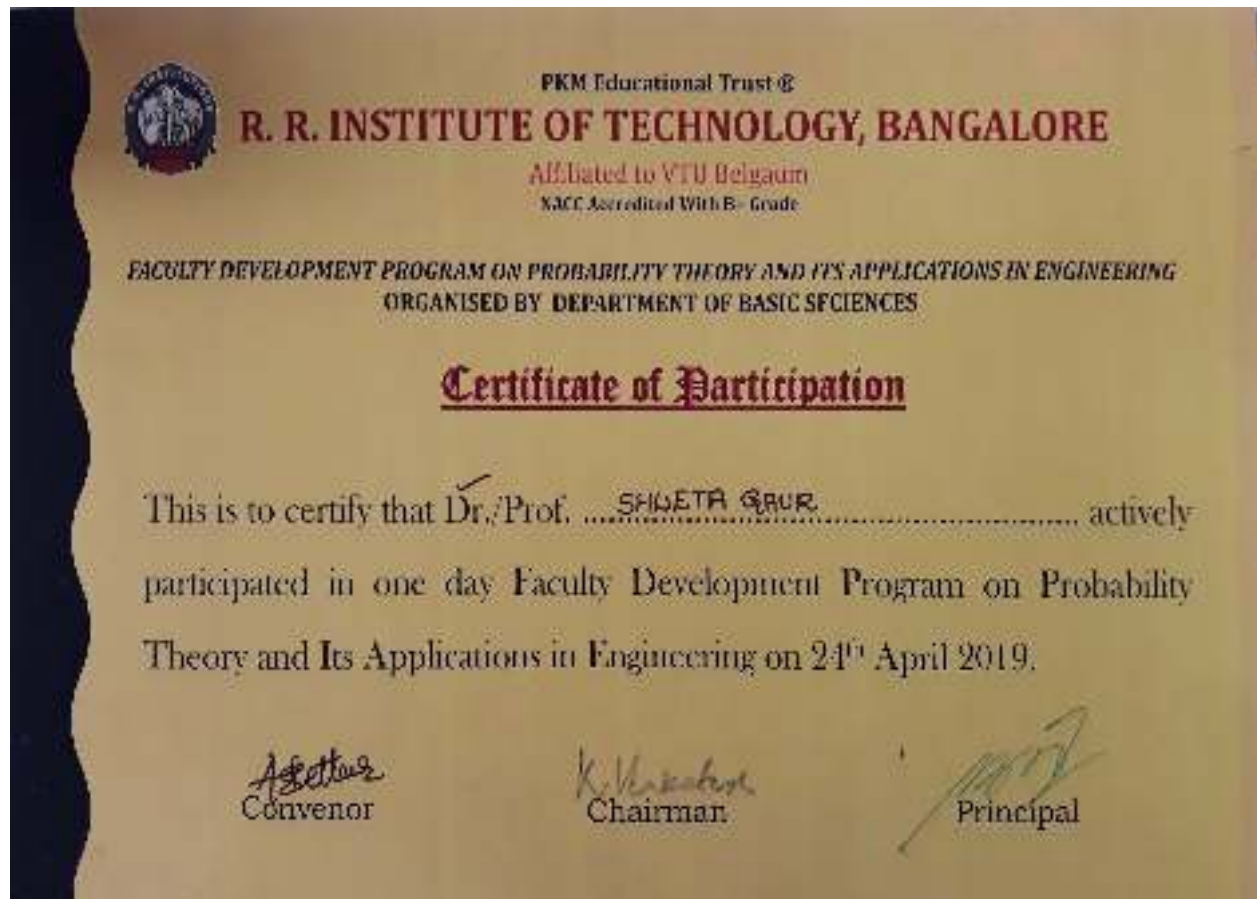 PKM Educational Trust ®
R. R. INSTITUTE OF TECHNOLOGY, BANGALORE
Affiliated to VTU Belgaum
NACC Accredited With B+ Grade
FACULTY DEVELOPMENT PROGRAM ON PROBABILITY THEORY AND ITS APPLICATIONS IN ENGINEERING
ORGANISED BY DEPARTMENT OF BASIC SFCIENCES
Certificate of Participation
This is to certify that Dr./Prof. SHWETA GAUR actively
participated in one day Faculty Development Program on Probability
Theory and Its Applications in Engineering on 24th April 2019.
Convenor Chairman Principal